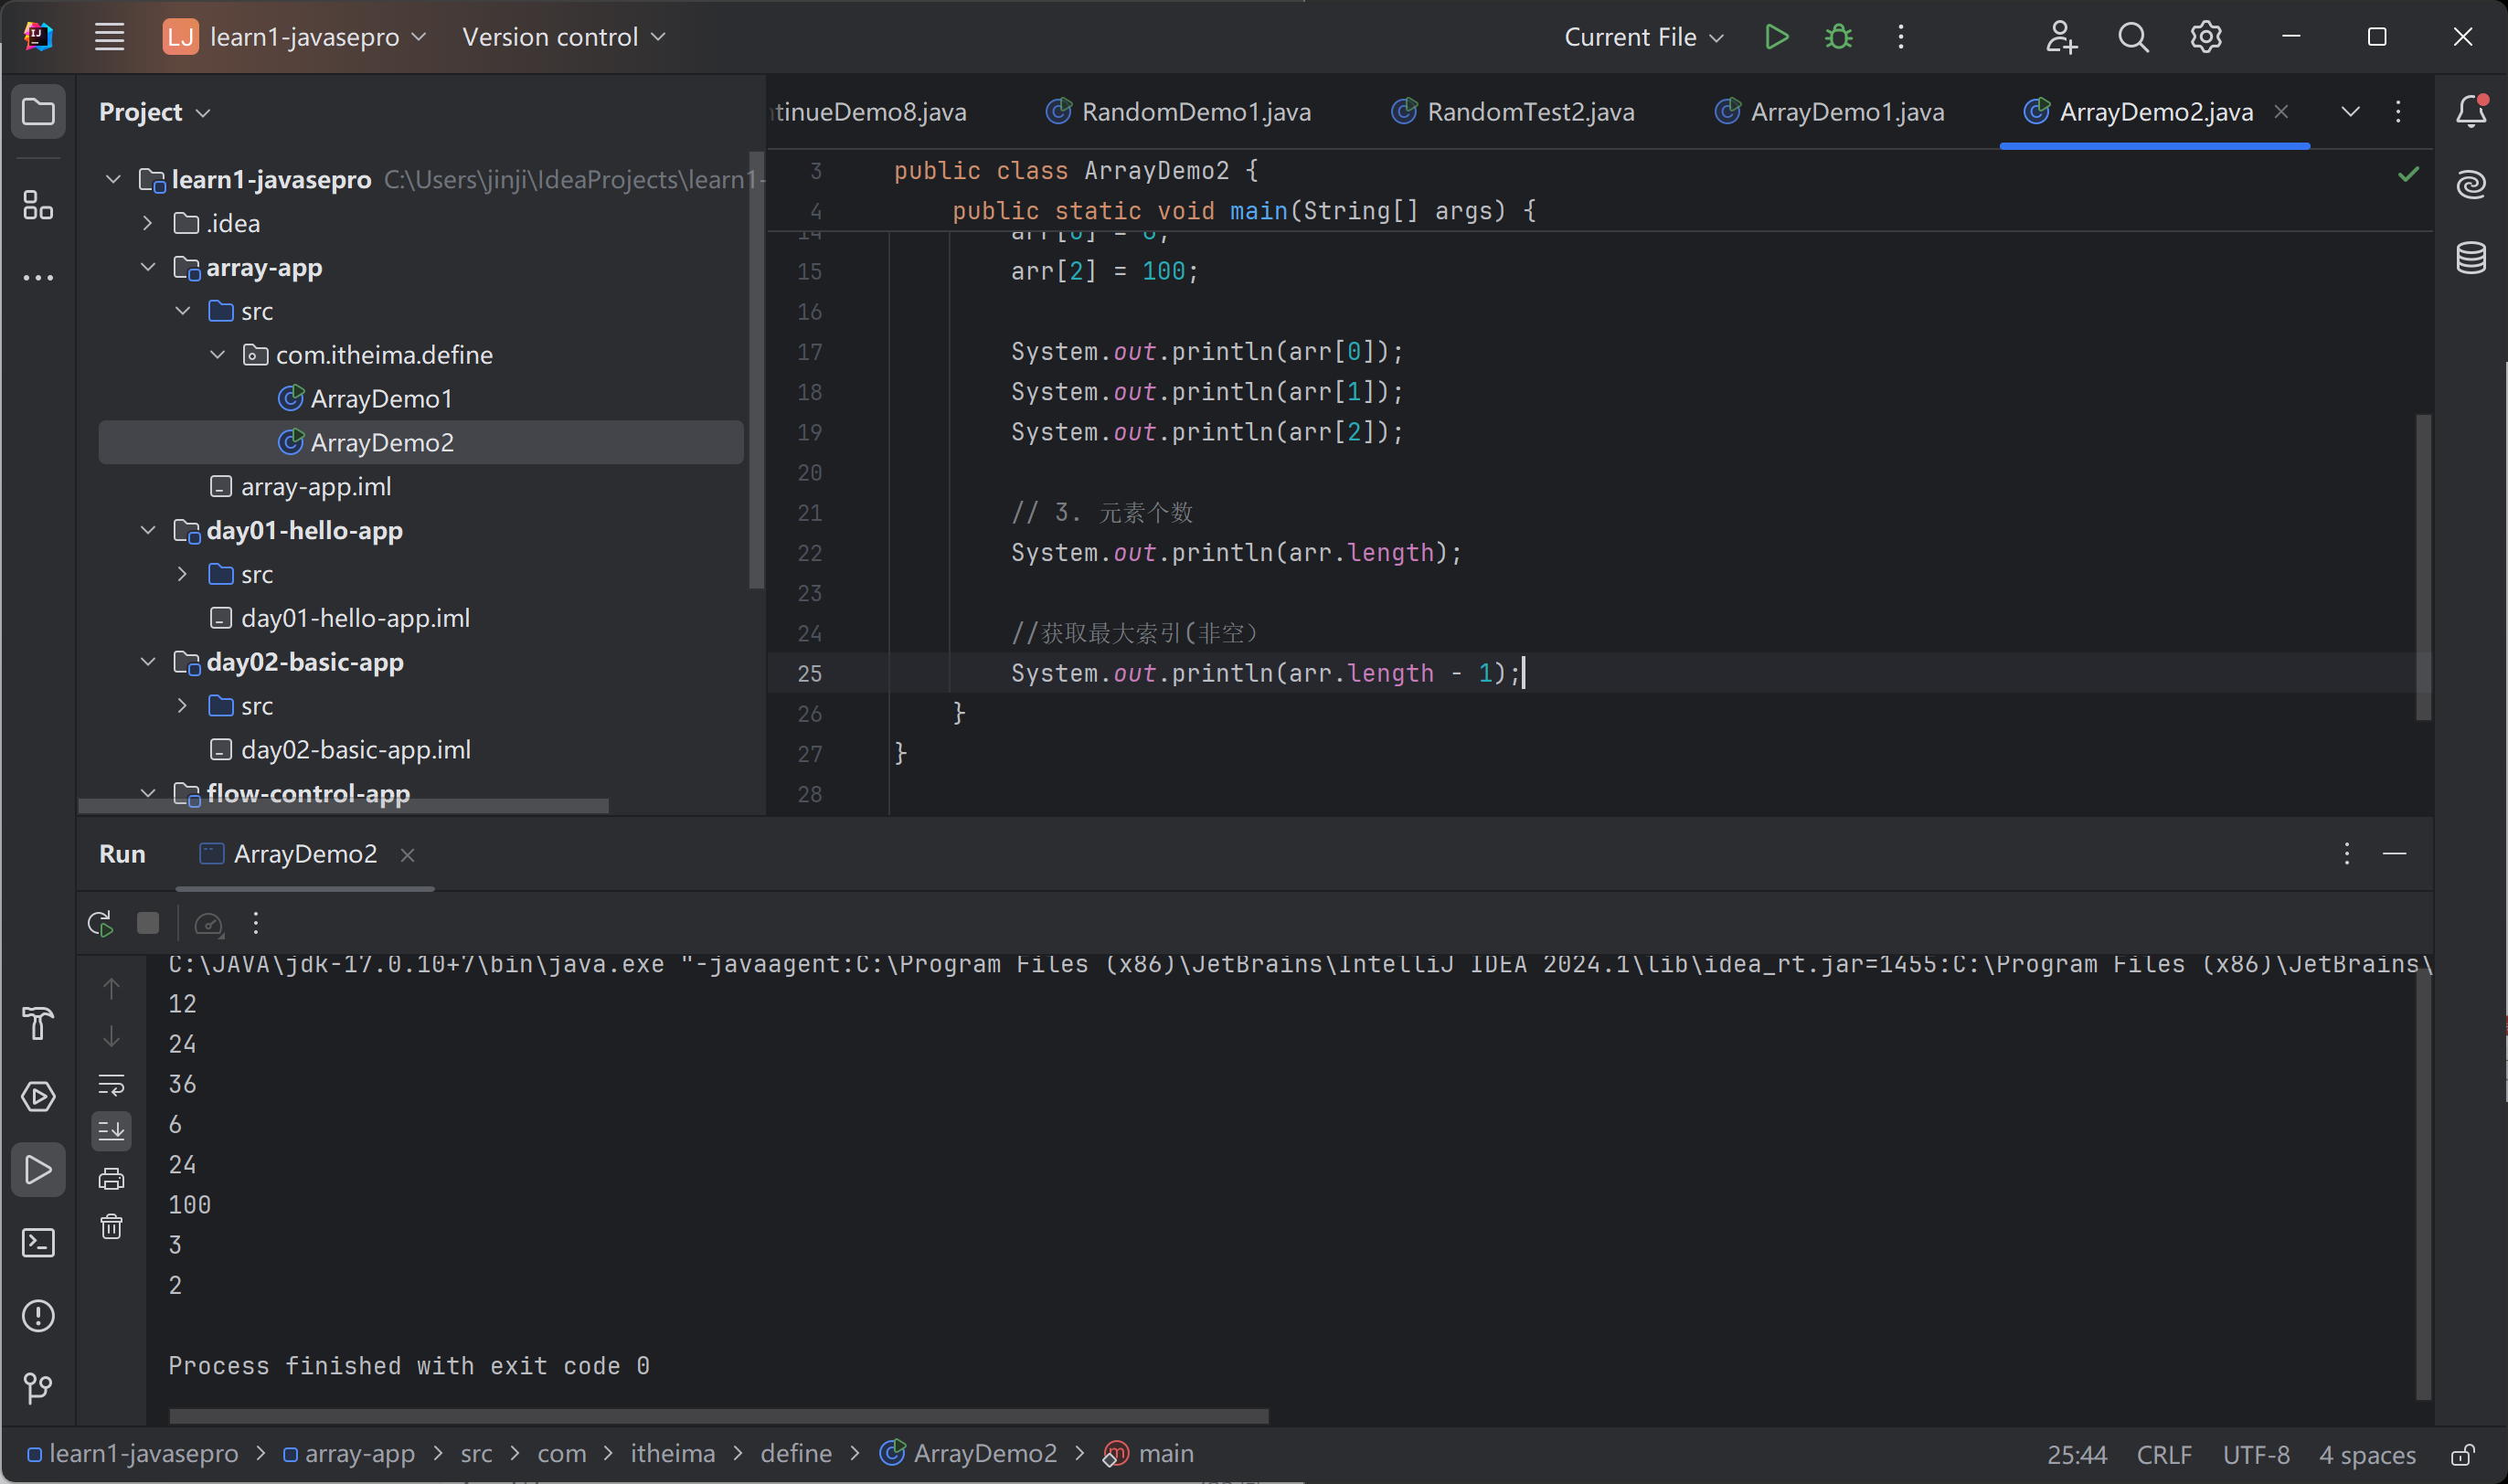 LJ learn1-javasepro Version control Current File
Project
tinueDemo8.java RandomDemo1.java RandomTest2.java ArrayDemo1.java ArrayDemo2.java
learn1-javasepro C:\Users\jinji\IdeaProjects\learn1-
.idea
array-app
src
com.itheima.define
ArrayDemo1
ArrayDemo2
array-app.iml
day01-hello-app
src
day01-hello-app.iml
day02-basic-app
src
day02-basic-app.iml
flow-control-app
3 public class ArrayDemo2 {
4 public static void main(String[] args) {
14 arr[0] = 6;
15 arr[2] = 100;
16
17 System.out.println(arr[0]);
18 System.out.println(arr[1]);
19 System.out.println(arr[2]);
20
21 // 3. 元素个数
22 System.out.println(arr.length);
23
24 //获取最大索引(非空）
25 System.out.println(arr.length - 1);
26 }
27 }
28
Run ArrayDemo2
C:\JAVA\jdk-17.0.10+7\bin\java.exe "-javaagent:C:\Program Files (x86)\JetBrains\IntelliJ IDEA 2024.1\lib\idea_rt.jar=1455:C:\Program Files (x86)\JetBrains\
12
24
36
6
24
100
3
2
Process finished with exit code 0
learn1-javasepro > array-app > src > com > itheima > define > ArrayDemo2 > main 25:44 CRLF UTF-8 4 spaces